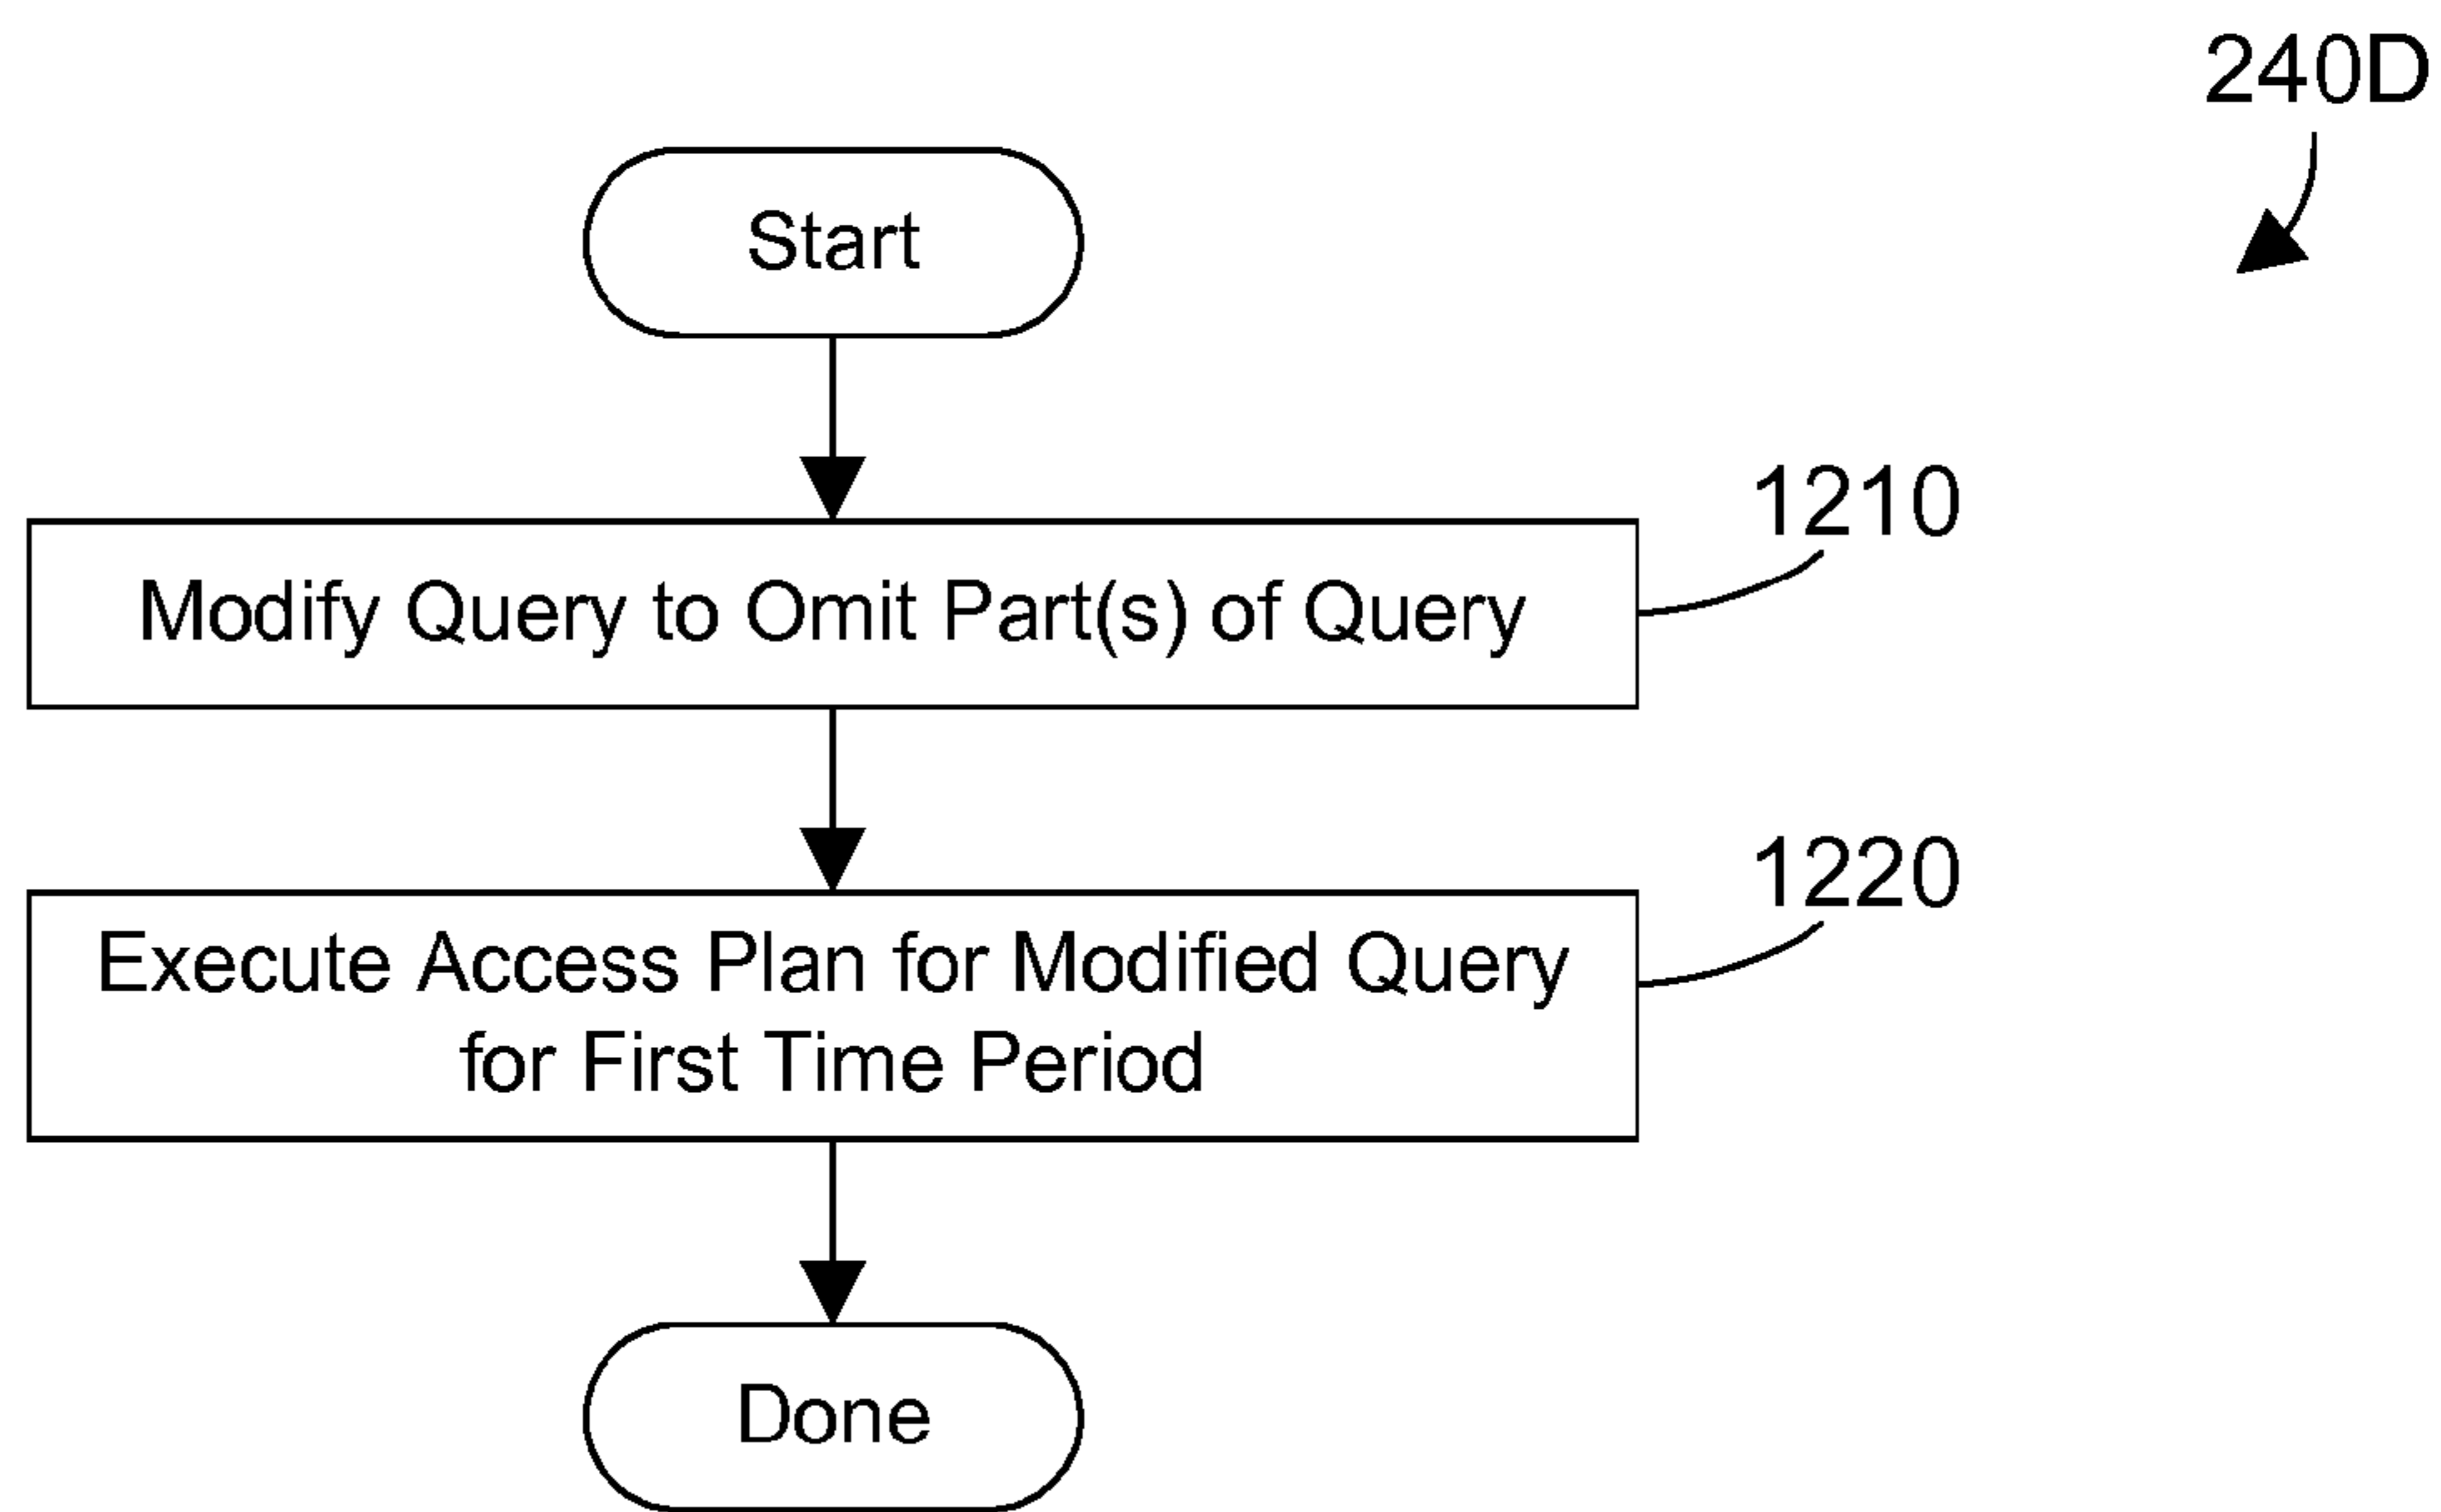 240D
Start
1210
Modify Query to Omit Part(s) of Query
1220
Execute Access Plan for Modified Query
for First Time Period
Done